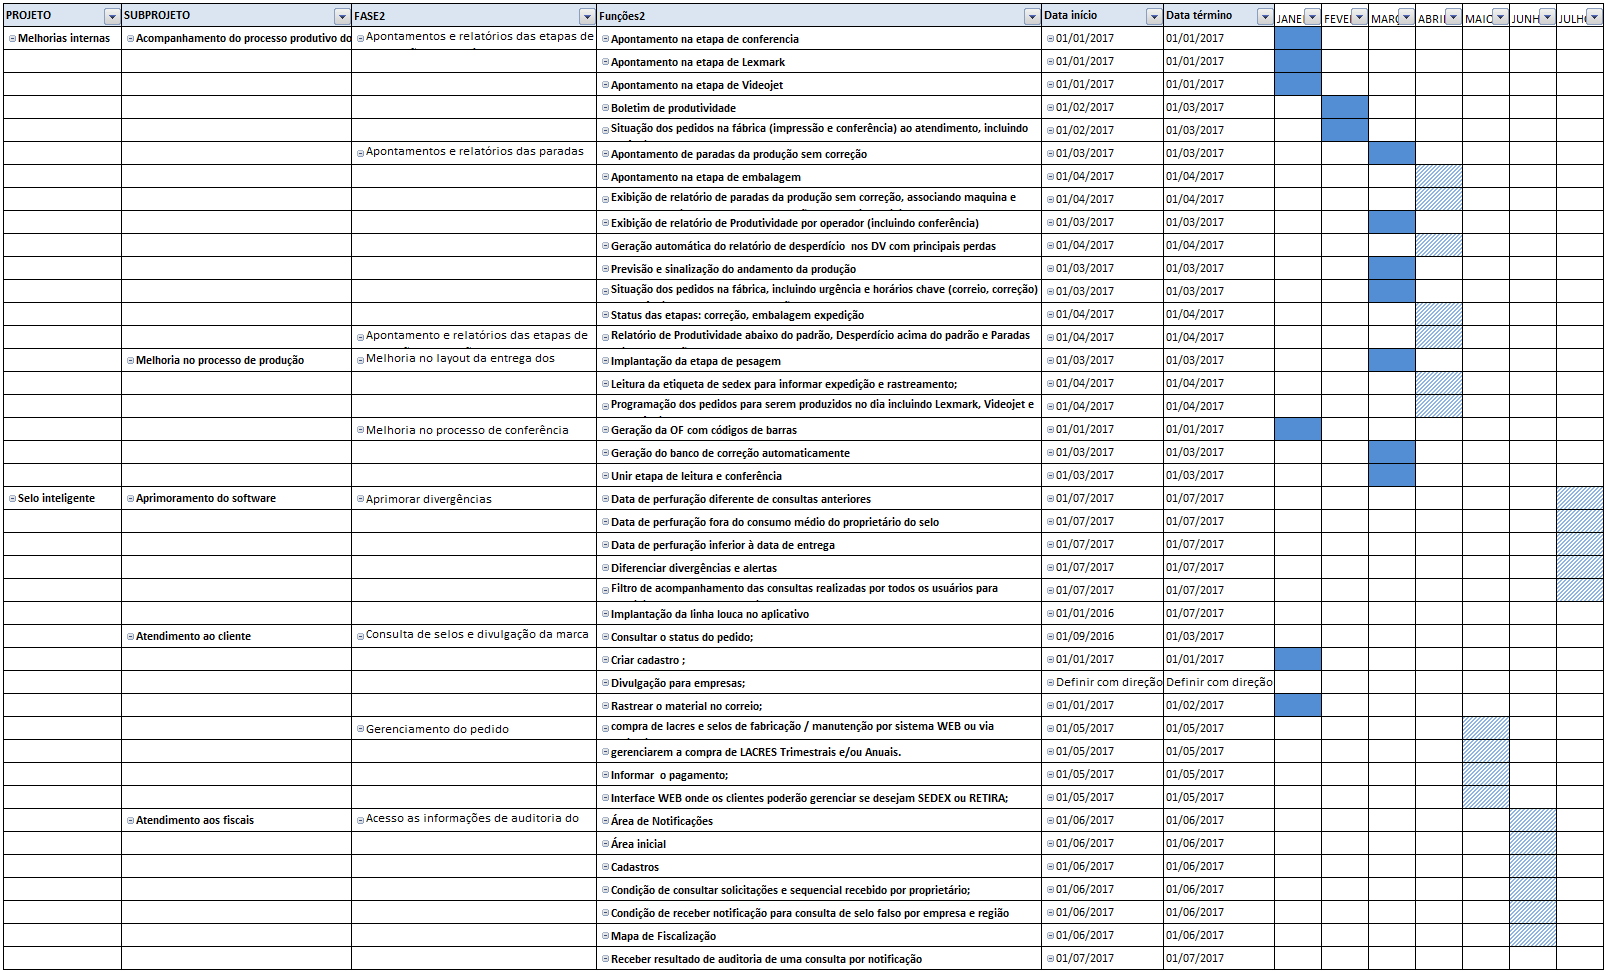 PROJETO SUBPROJETO FASE2 Funções2 Data início Data término JANEI FEVEI MARÇ ABRI MAIC JUNH JULHO
Melhorias internas Acompanhamento do processo produtivo do Apontamentos e relatórios das etapas de Apontamento na etapa de conferencia 01/01/2017 01/01/2017
Apontamento na etapa de Lexmark 01/01/2017 01/01/2017
Apontamento na etapa de Videojet 01/01/2017 01/01/2017
Boletim de produtividade 01/02/2017 01/03/2017
Situação dos pedidos na fábrica (impressão e conferência) ao atendimento, incluindo 01/02/2017 01/03/2017
Apontamentos e relatórios das paradas Apontamento de paradas da produção sem correção 01/03/2017 01/03/2017
Apontamento na etapa de embalagem 01/04/2017 01/04/2017
Exibição de relatório de paradas da produção sem correção, associando maquina e 01/04/2017 01/04/2017
Exibição de relatório de Produtividade por operador (incluindo conferência) 01/03/2017 01/03/2017
Geração automática do relatório de desperdício nos DV com principais perdas 01/04/2017 01/04/2017
Previsão e sinalização do andamento da produção 01/03/2017 01/03/2017
Situação dos pedidos na fábrica, incluindo urgência e horários chave (correio, correção) 01/03/2017 01/03/2017
Status das etapas: correção, embalagem expedição 01/04/2017 01/04/2017
Apontamento e relatórios das etapas de Relatório de Produtividade abaixo do padrão, Desperdício acima do padrão e Paradas 01/04/2017 01/04/2017
Melhoria no processo de produção Melhoria no layout da entrega dos Implantação da etapa de pesagem 01/03/2017 01/03/2017
Leitura da etiqueta de sedex para informar expedição e rastreamento; 01/04/2017 01/04/2017
Programação dos pedidos para serem produzidos no dia incluindo Lexmark, Videojet e 01/04/2017 01/04/2017
Melhoria no processo de conferência Geração da OF com códigos de barras 01/01/2017 01/01/2017
Geração do banco de correção automaticamente 01/03/2017 01/03/2017
Unir etapa de leitura e conferência 01/03/2017 01/03/2017
Selo inteligente Aprimoramento do software Aprimorar divergências Data de perfuração diferente de consultas anteriores 01/07/2017 01/07/2017
Data de perfuração fora do consumo médio do proprietário do selo 01/07/2017 01/07/2017
Data de perfuração inferior à data de entrega 01/07/2017 01/07/2017
Diferenciar divergências e alertas 01/07/2017 01/07/2017
Filtro de acompanhamento das consultas realizadas por todos os usuários para 01/07/2017 01/07/2017
Implantação da linha louca no aplicativo 01/01/2016 01/07/2017
Atendimento ao cliente Consulta de selos e divulgação da marca Consultar o status do pedido; 01/09/2016 01/03/2017
Criar cadastro ; 01/01/2017 01/01/2017
Divulgação para empresas; Definir com direção Definir com direção
Rastrear o material no correio; 01/01/2017 01/02/2017
Gerenciamento do pedido compra de lacres e selos de fabricação / manutenção por sistema WEB ou via 01/05/2017 01/05/2017
gerenciarem a compra de LACRES Trimestrais e/ou Anuais. 01/05/2017 01/05/2017
Informar o pagamento; 01/05/2017 01/05/2017
Interface WEB onde os clientes poderão gerenciar se desejam SEDEX ou RETIRA; 01/05/2017 01/05/2017
Atendimento aos fiscais Acesso as informações de auditoria do Área de Notificações 01/06/2017 01/06/2017
Área inicial 01/06/2017 01/06/2017
Cadastros 01/06/2017 01/06/2017
Condição de consultar solicitações e sequencial recebido por proprietário; 01/06/2017 01/06/2017
Condição de receber notificação para consulta de selo falso por empresa e região 01/06/2017 01/06/2017
Mapa de Fiscalização 01/06/2017 01/06/2017
Receber resultado de auditoria de uma consulta por notificação 01/07/2017 01/07/2017